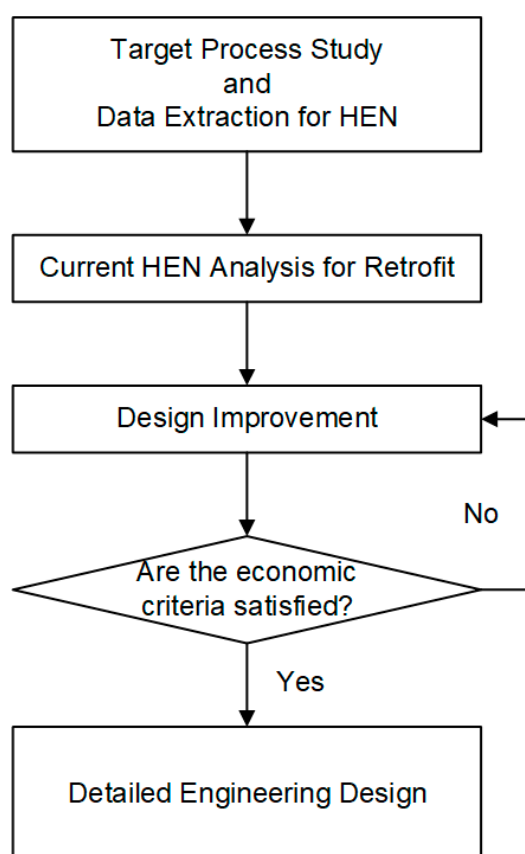 Target Process Study
and
Data Extraction for HEN
Current HEN Analysis for Retrofit
Design Improvement
No
Are the economic
criteria satisfied?
Yes
Detailed Engineering Design